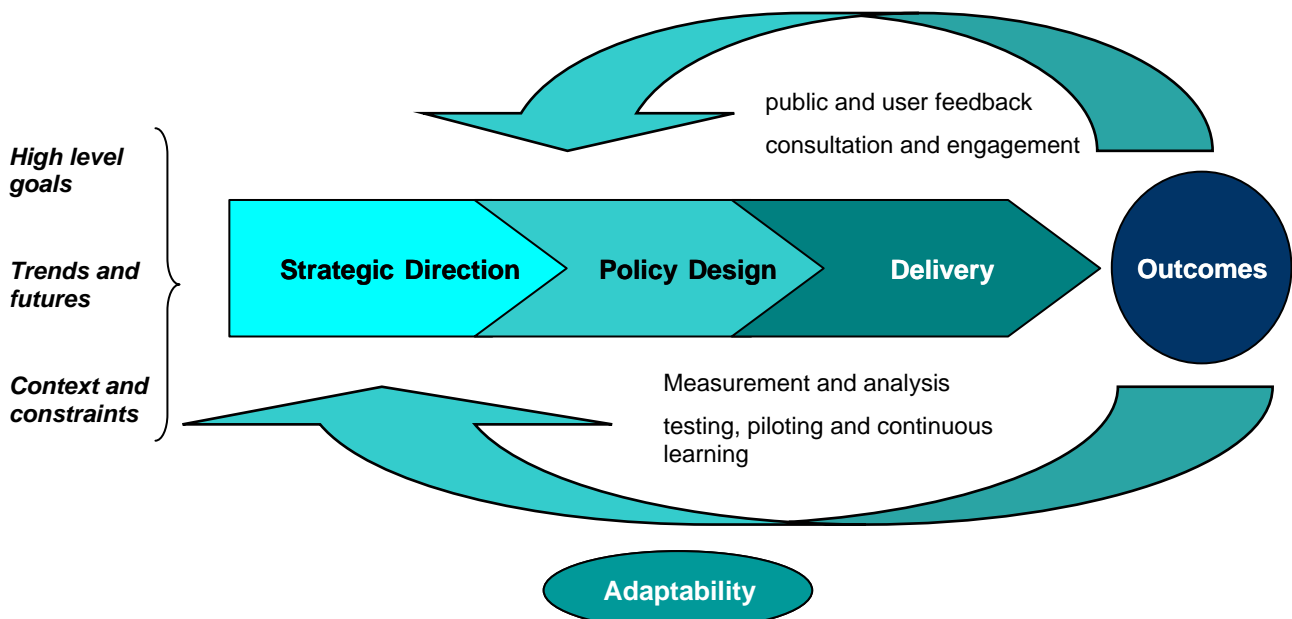 public and user feedback
consultation and engagement
High level
goals
Trends and
futures
Context and
constraints
Strategic Direction
Policy Design
Delivery
Outcomes
Measurement and analysis
testing, piloting and continuous
learning
Adaptability